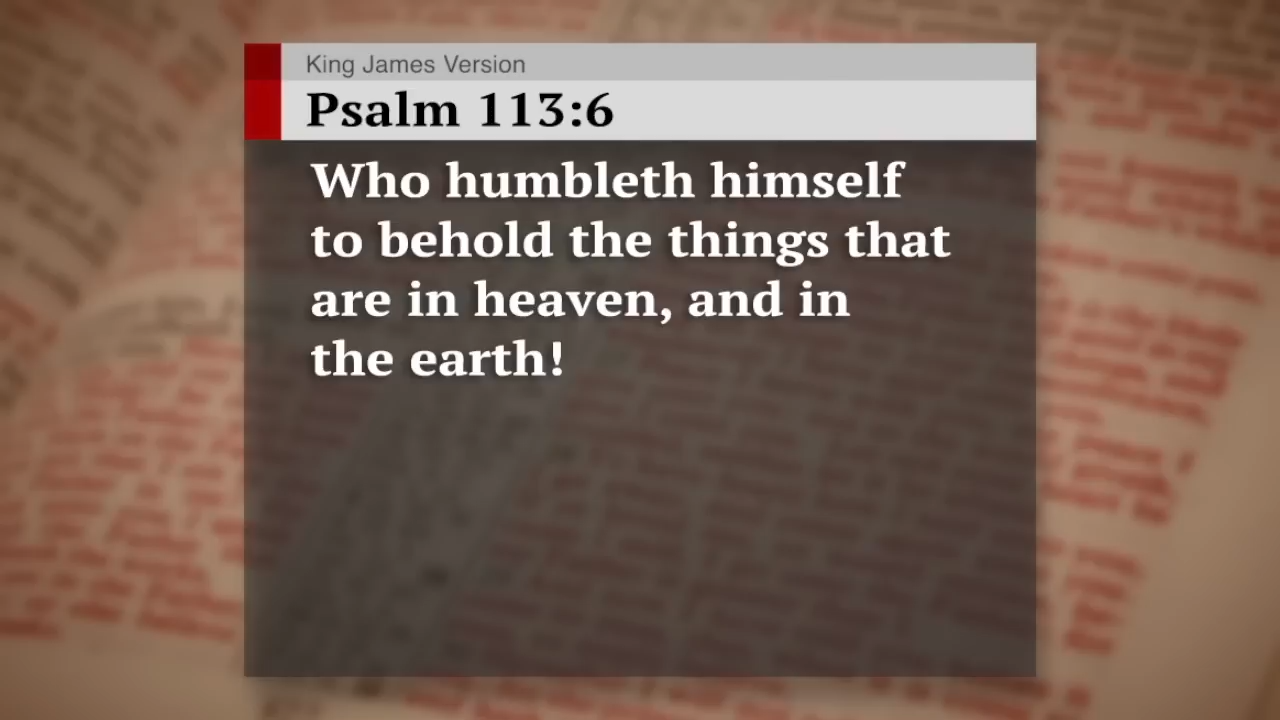 King James Version
Psalm 113:6
Who humbleth himself
to behold the things that
are in heaven, and in
the earth!